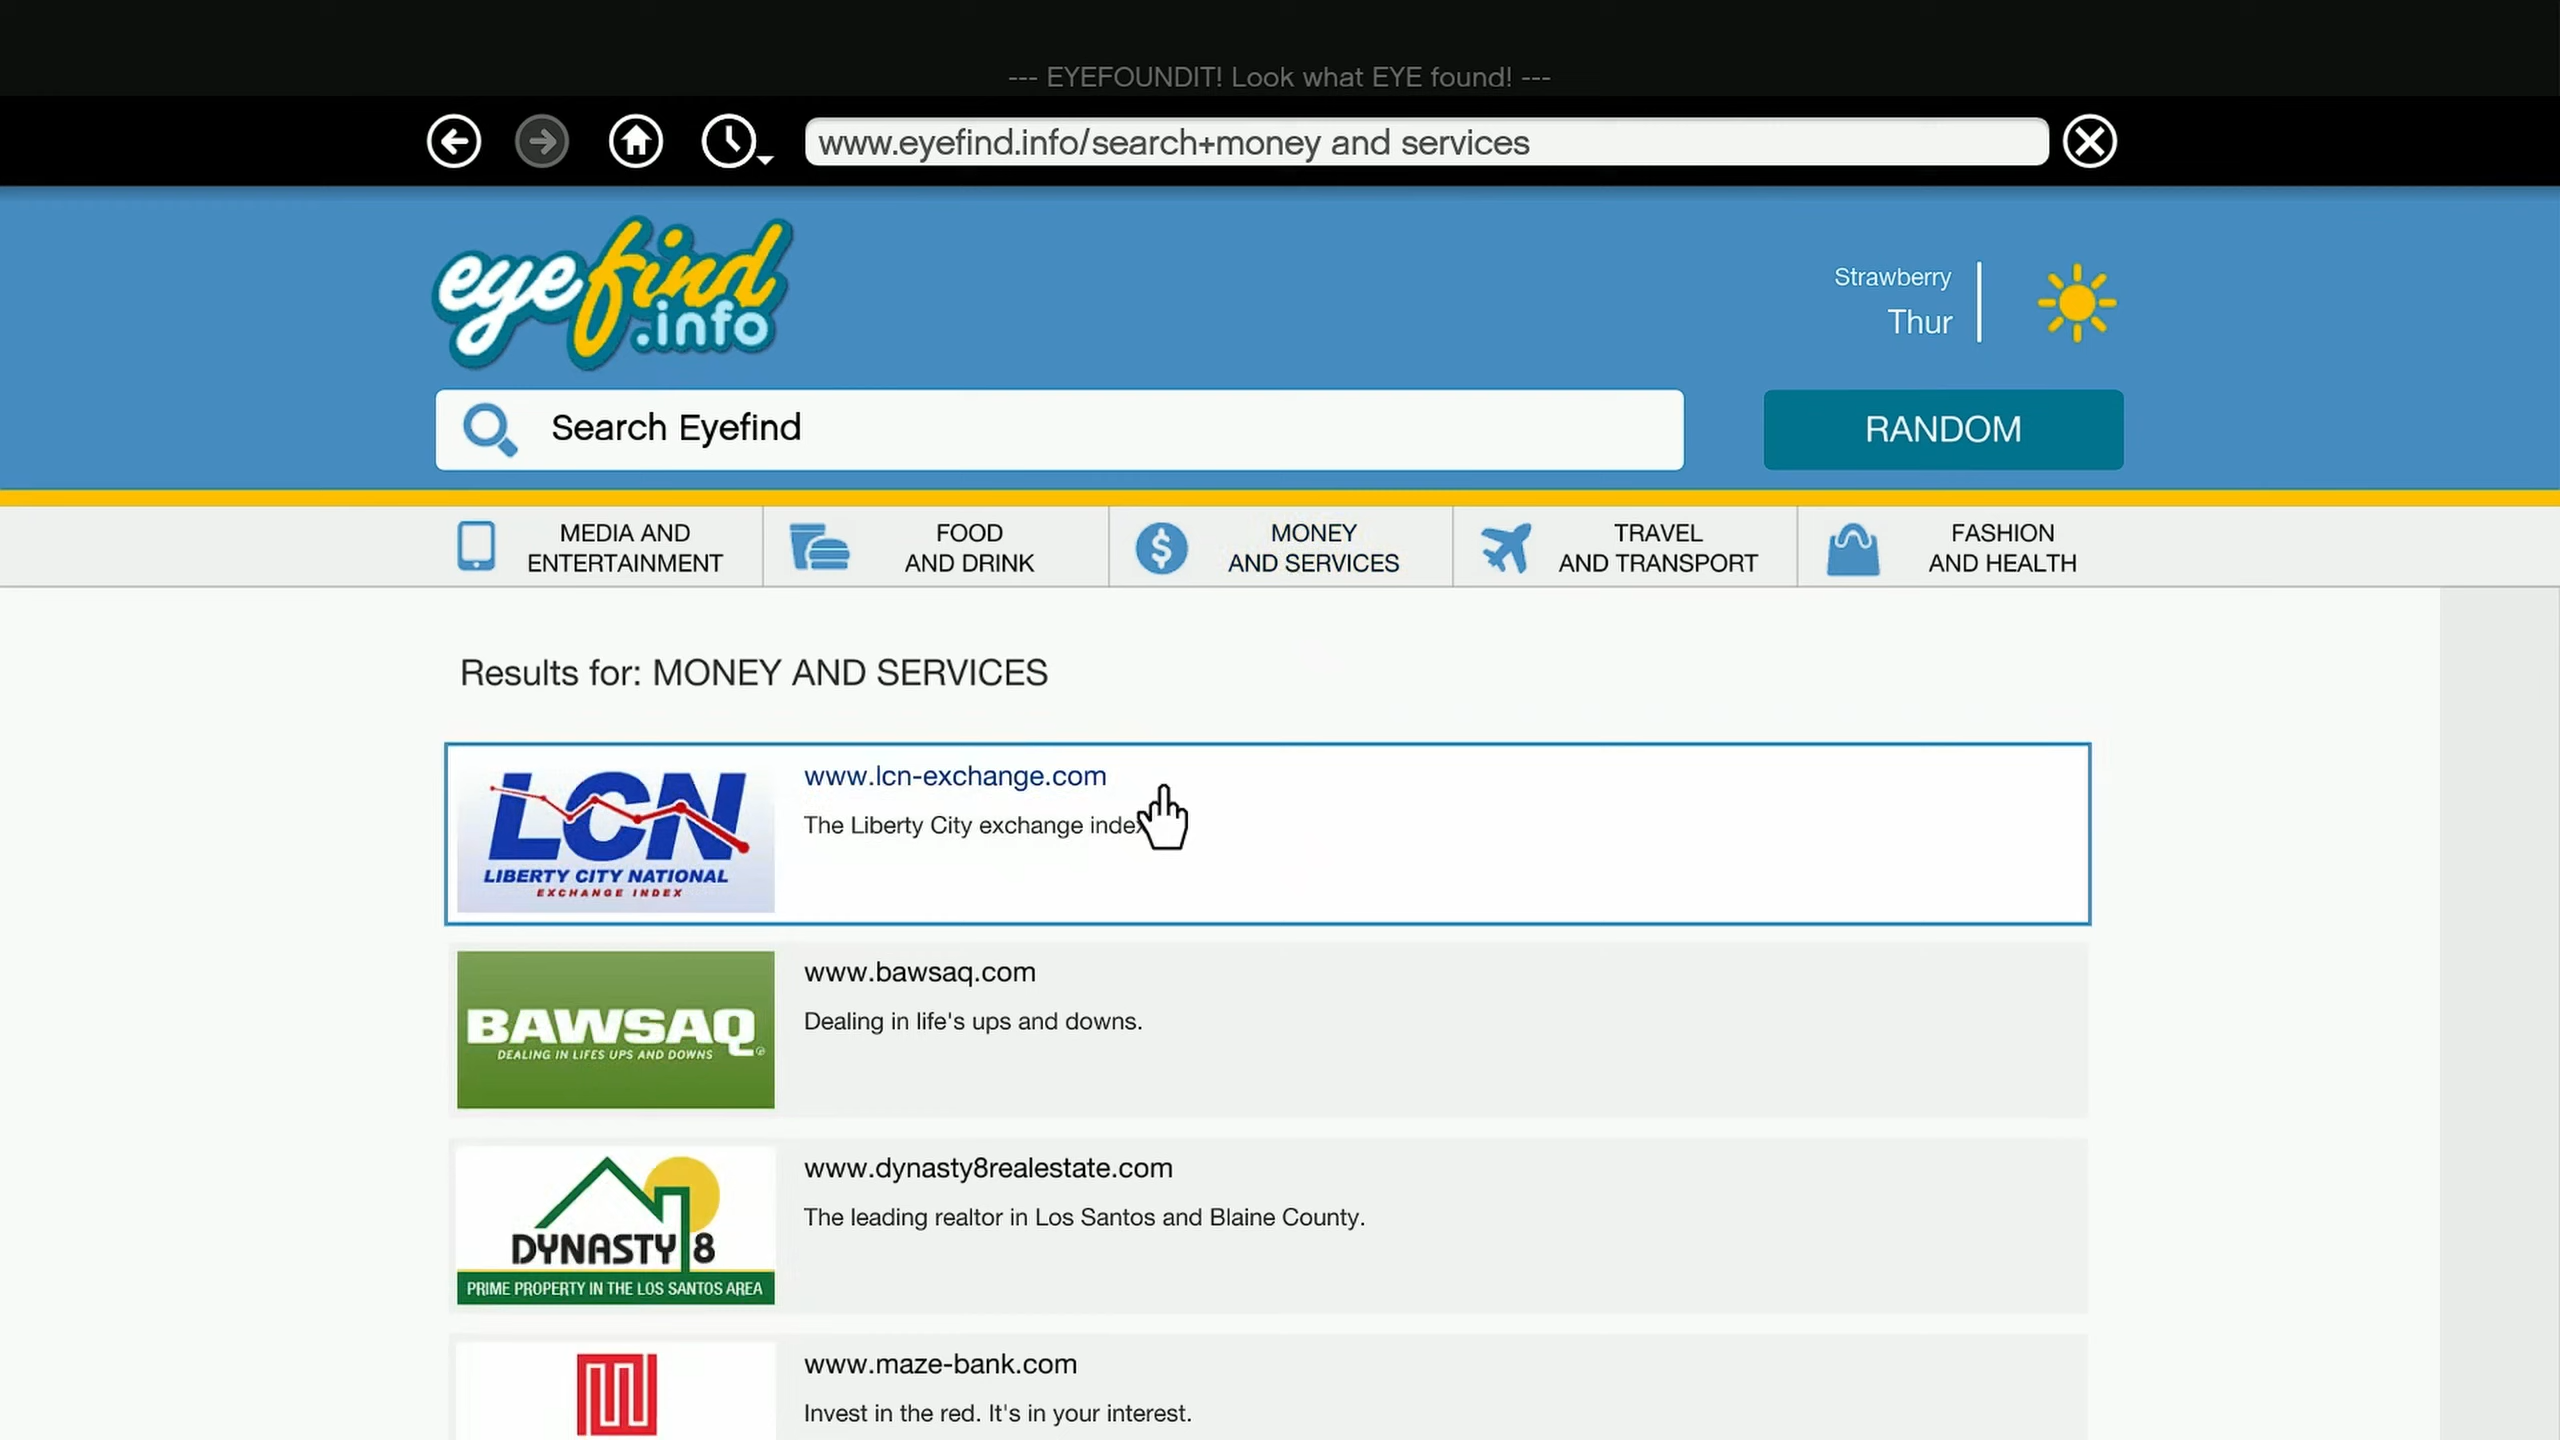 --- EYEFOUNDIT! Look what EYE found! ---
www.eyefind.info/search+money and services
eyefind
.info
Strawberry
Thur
Search Eyefind
RANDOM
MEDIA AND
ENTERTAINMENT
FOOD
AND DRINK
MONEY
AND SERVICES
TRAVEL
AND TRANSPORT
FASHION
AND HEALTH
Results for: MONEY AND SERVICES
LCN
LIBERTY CITY NATIONAL
EXCHANGE INDEX
www.lcn-exchange.com
The Liberty City exchange index
BAWSAQ
DEALING IN LIFES UPS AND DOWNS
www.bawsaq.com
Dealing in life's ups and downs.
DYNASTY 8
PRIME PROPERTY IN THE LOS SANTOS AREA
www.dynasty8realestate.com
The leading realtor in Los Santos and Blaine County.
www.maze-bank.com
Invest in the red. It's in your interest.